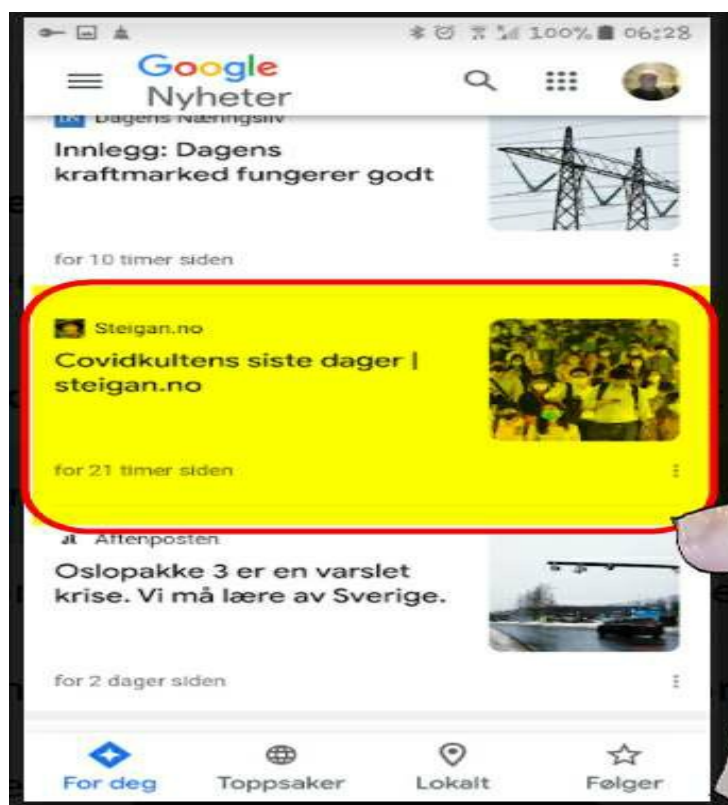 100% 06:28
Google
Nyheter
Dagens Næringsliv
Innlegg: Dagens
kraftmarked fungerer godt
for 10 timer siden
Steigan.no
Covidkultens siste dager |
steigan.no
for 21 timer siden
Aftenposten
Oslopakke 3 er en varslet
krise. Vi må lære av Sverige.
for 2 dager siden
For deg
Toppsaker
Lokalt
Følger